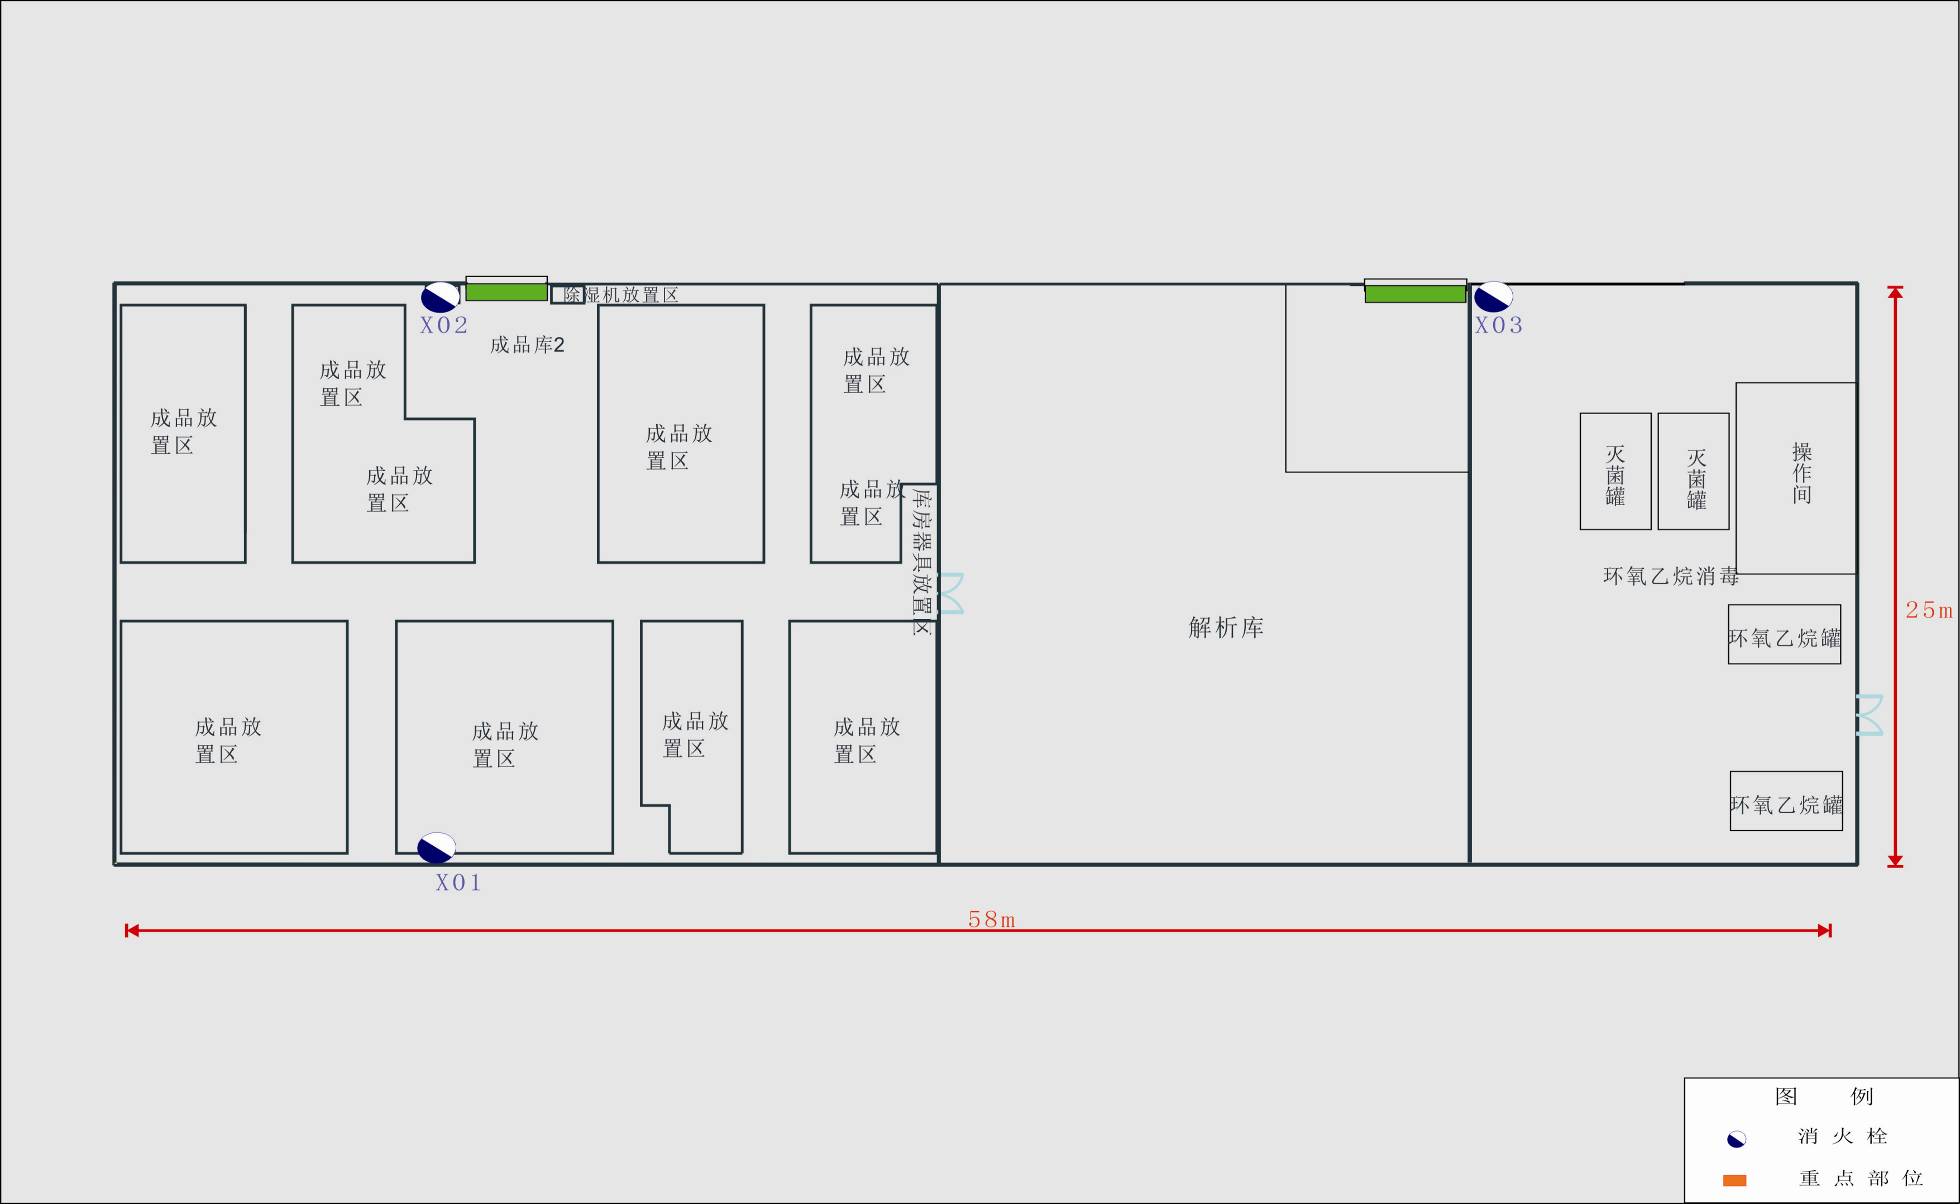 除湿机放置区
X02
X03
成品库2
成品放
置区
成品放
置区
成品放
置区
成品放
置区
成品放
置区
成品放
置区
成品放
置区
库房器具放置区
灭菌罐
灭菌罐
操作间
环氧乙烷消毒
25m
解析库
环氧乙烷罐
成品放
置区
成品放
置区
成品放
置区
成品放
置区
环氧乙烷罐
X01
58m
图 例
消 火 栓
重 点 部 位